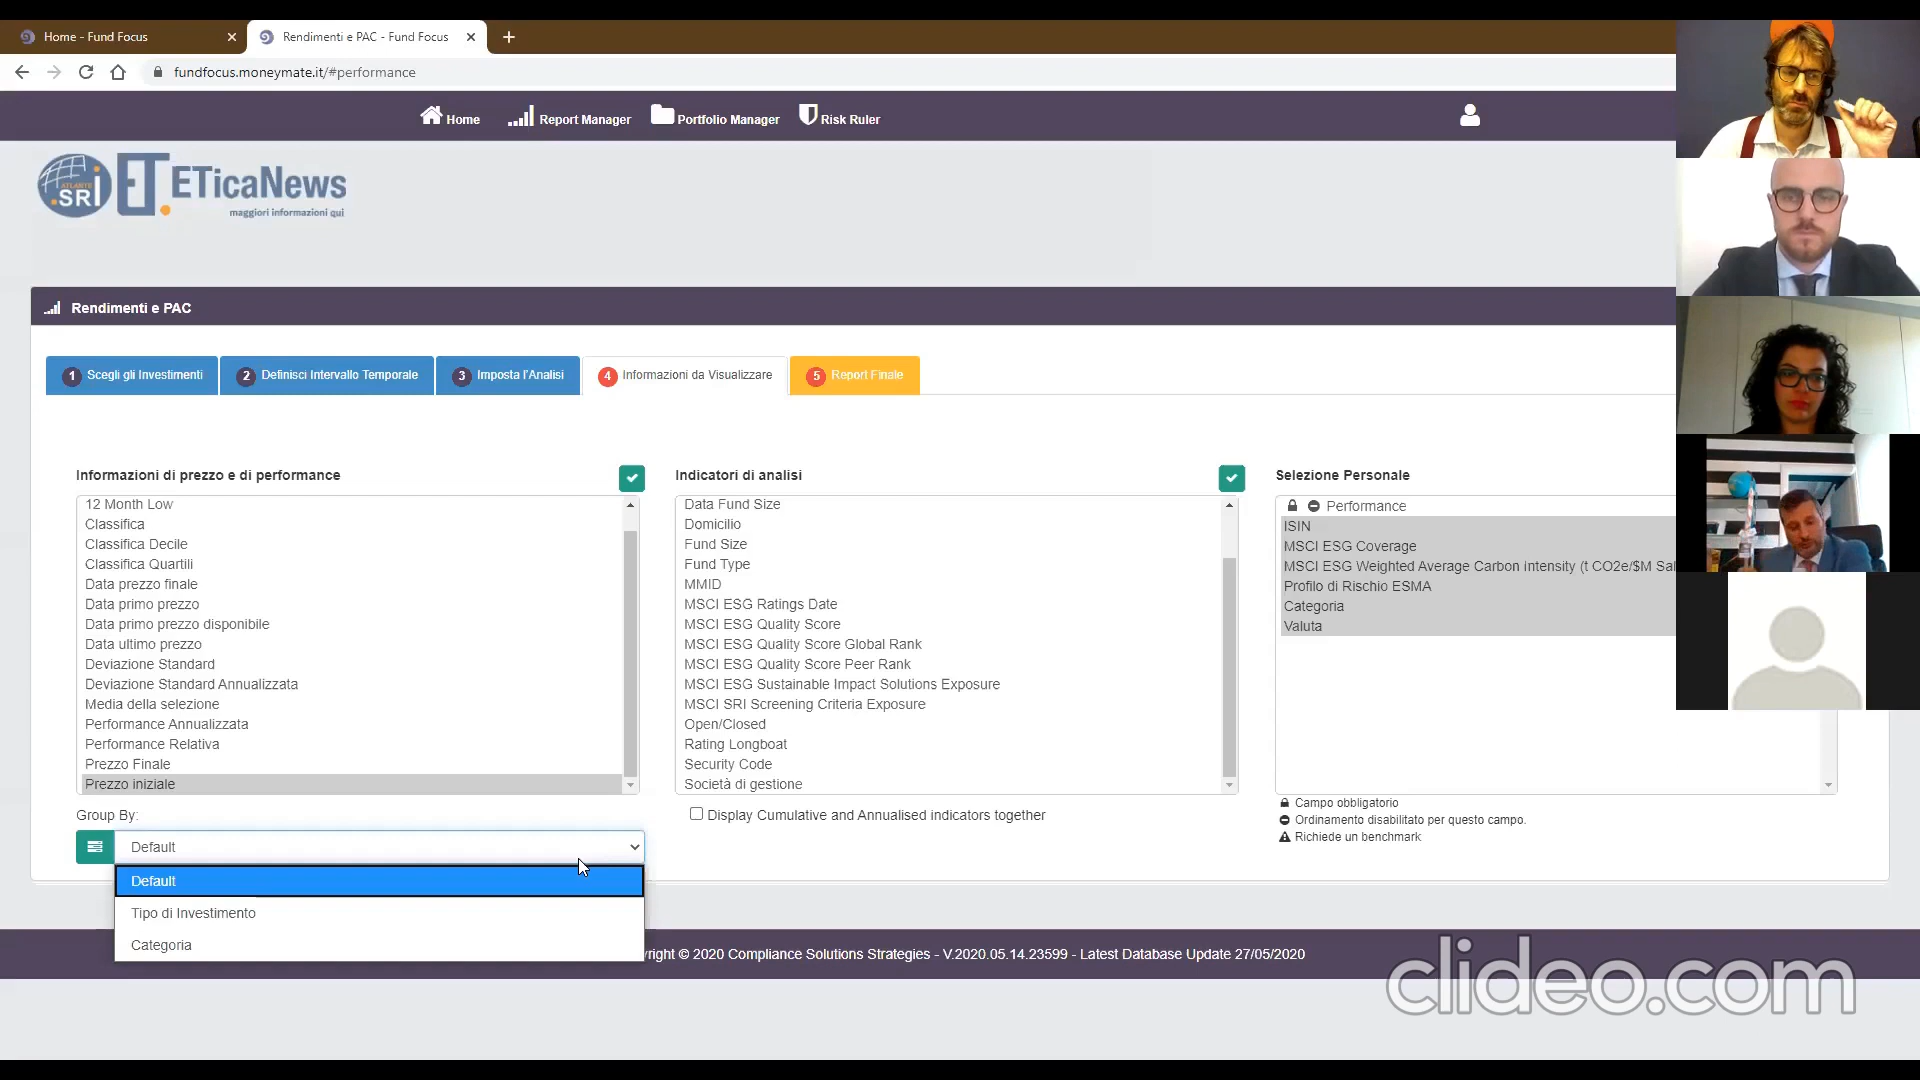 Home - Fund Focus
Rendimenti e PAC - Fund Focus
fundfocus.moneymate.it/#performance
Home
Report Manager
Portfolio Manager
Risk Ruler
ATLANTE
.SRI
ET.
ETicaNews
maggiori informazioni qui
Rendimenti e PAC
1 Scegli gli Investimenti
2 Definisci Intervallo Temporale
3 Imposta l'Analisi
4 Informazioni da Visualizzare
5 Report Finale
Informazioni di prezzo e di performance
12 Month Low
Classifica
Classifica Decile
Classifica Quartili
Data prezzo finale
Data primo prezzo
Data primo prezzo disponibile
Data ultimo prezzo
Deviazione Standard
Deviazione Standard Annualizzata
Media della selezione
Performance Annualizzata
Performance Relativa
Prezzo Finale
Prezzo iniziale
Group By:
Default
Default
Tipo di Investimento
Categoria
Indicatori di analisi
Data Fund Size
Domicilio
Fund Size
Fund Type
MMID
MSCI ESG Ratings Date
MSCI ESG Quality Score
MSCI ESG Quality Score Global Rank
MSCI ESG Quality Score Peer Rank
MSCI ESG Sustainable Impact Solutions Exposure
MSCI SRI Screening Criteria Exposure
Open/Closed
Rating Longboat
Security Code
Società di gestione
Display Cumulative and Annualised indicators together
Selezione Personale
Performance
ISIN
MSCI ESG Coverage
MSCI ESG Weighted Average Carbon Intensity (t CO2e/$M Sal
Profilo di Rischio ESMA
Categoria
Valuta
Campo obbligatorio
Ordinamento disabilitato per questo campo.
Richiede un benchmark
yright © 2020 Compliance Solutions Strategies - V.2020.05.14.23599 - Latest Database Update 27/05/2020
clideo.com